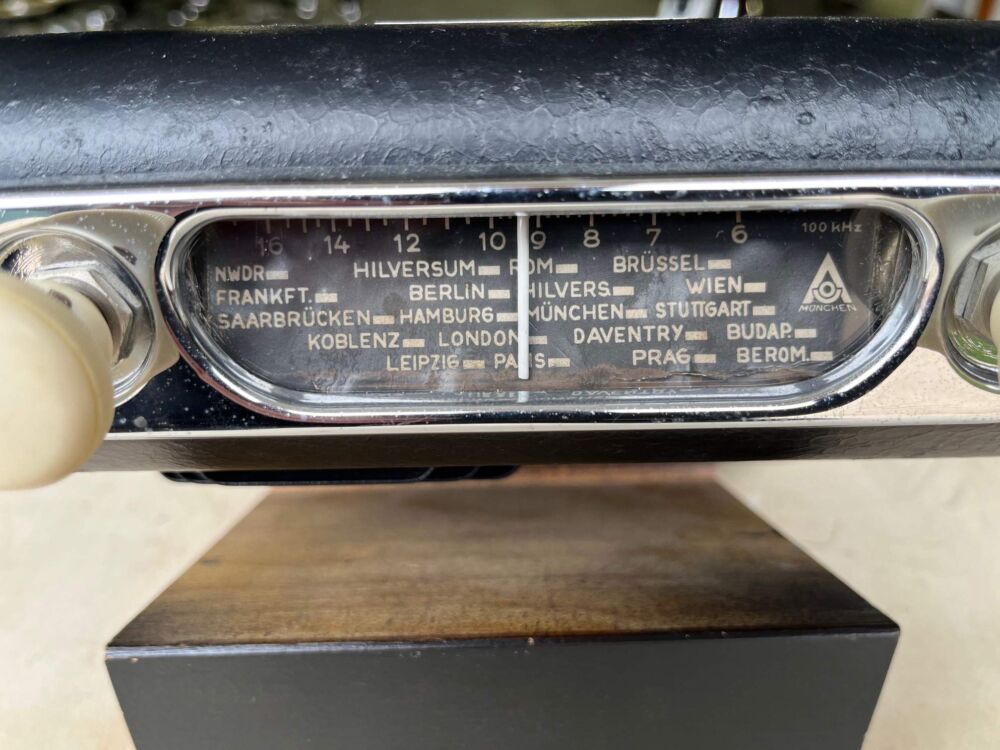 16 14 12 10 9 8 7 6 100 kHz
NWDR HILVERSUM ROM BRÜSSEL
FRANKFT. BERLIN HILVERS. WIEN
SAARBRÜCKEN HAMBURG MÜNCHEN STUTTGART
MÜNCHEN
KOBLENZ LONDON DAVENTRY BUDAP.
LEIPZIG PARIS PRAG BEROM.